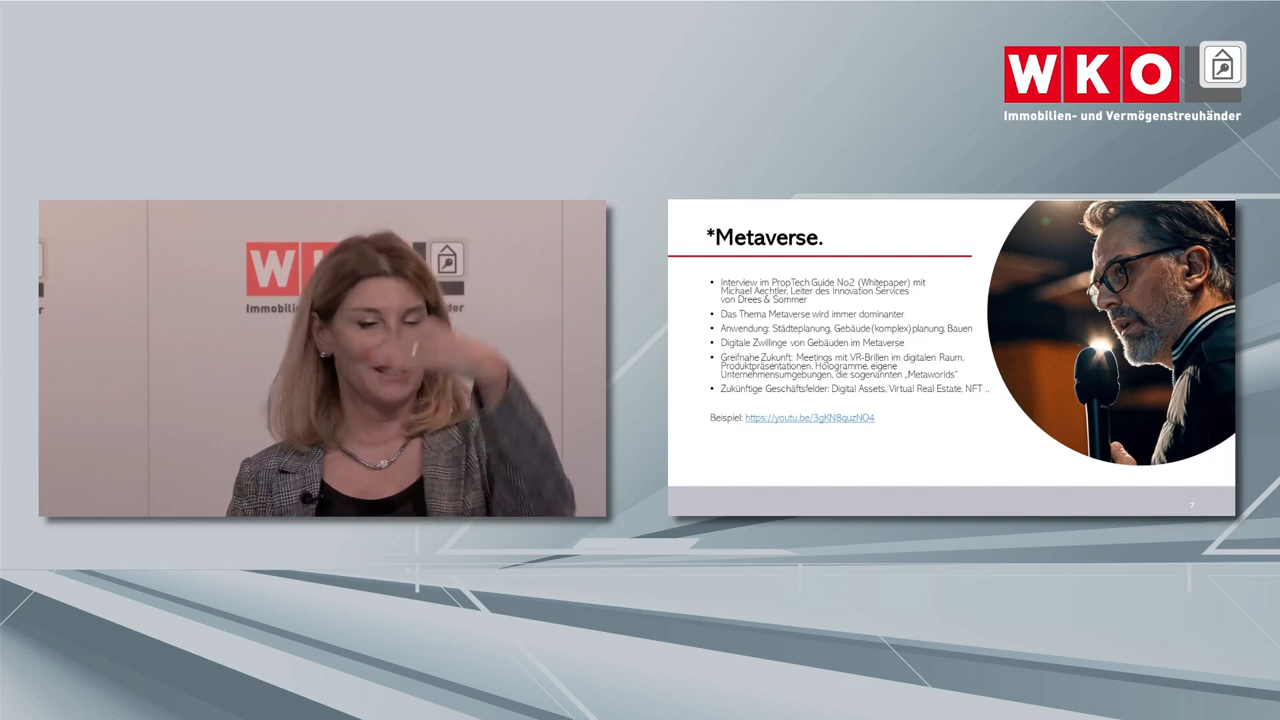 WKO
Immobilien- und Vermögenstreuhänder
W
Immobilie
der
*Metaverse.
• Interview im PropTech Guide No2 (Whitepaper) mit
Michael Aechtler, Leiter des Innovation Services
von Drees & Sommer
• Das Thema Metaverse wird immer dominanter
• Anwendung: Städteplanung, Gebäude(komplex)planung, Bauen
• Digitale Zwillinge von Gebäuden im Metaverse
• Greifnahe Zukunft: Meetings mit VR-Brillen im digitalen Raum,
Produktpräsentationen, Hologramme, eigene
Unternehmensumgebungen, die sogenannten „Metaworlds“
• Zukünftige Geschäftsfelder: Digital Assets, Virtual Real Estate, NFT ..
Beispiel: https://youtu.be/3gKN8quzNO4
7